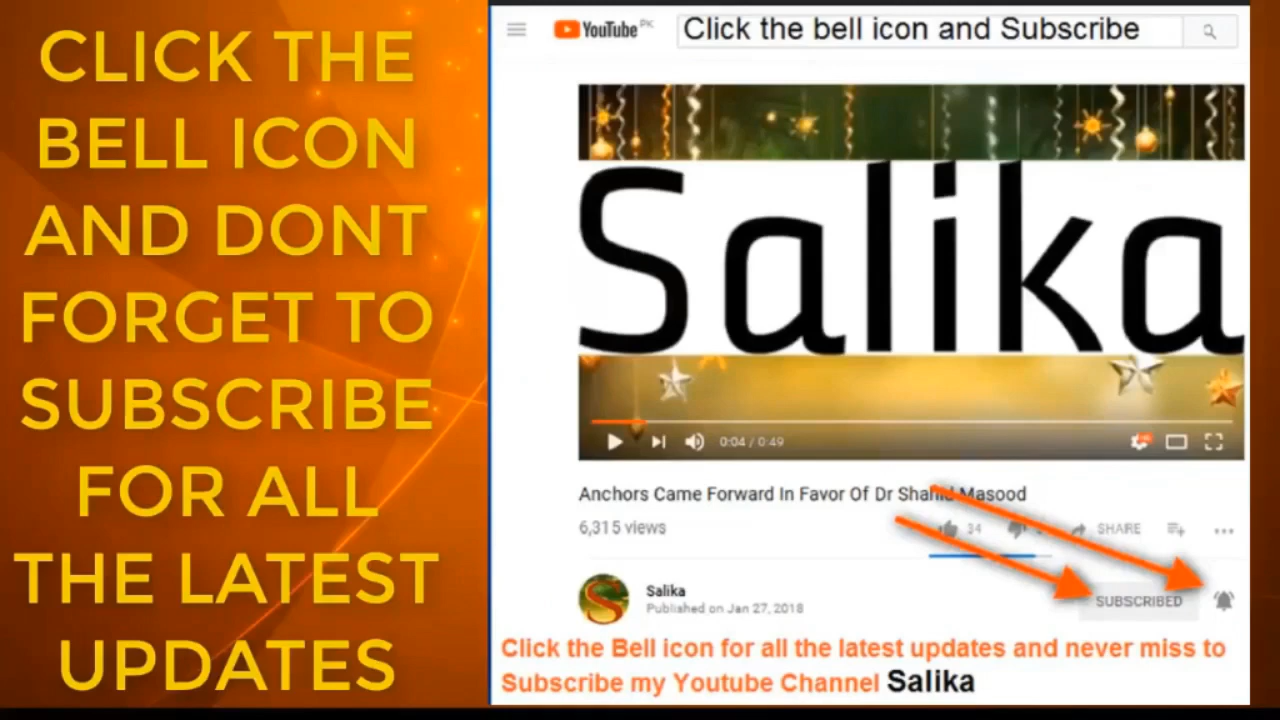 CLICK THE
BELL ICON
AND DONT
FORGET TO
SUBSCRIBE
FOR ALL
THE LATEST
UPDATES
YouTube PK
Click the bell icon and Subscribe
Salika
0:04 / 0:49
Anchors Came Forward In Favor Of Dr Shahid Masood
6,315 views
34
SHARE
Salika
Published on Jan 27, 2018
SUBSCRIBED
Click the Bell icon for all the latest updates and never miss to
Subscribe my Youtube Channel Salika